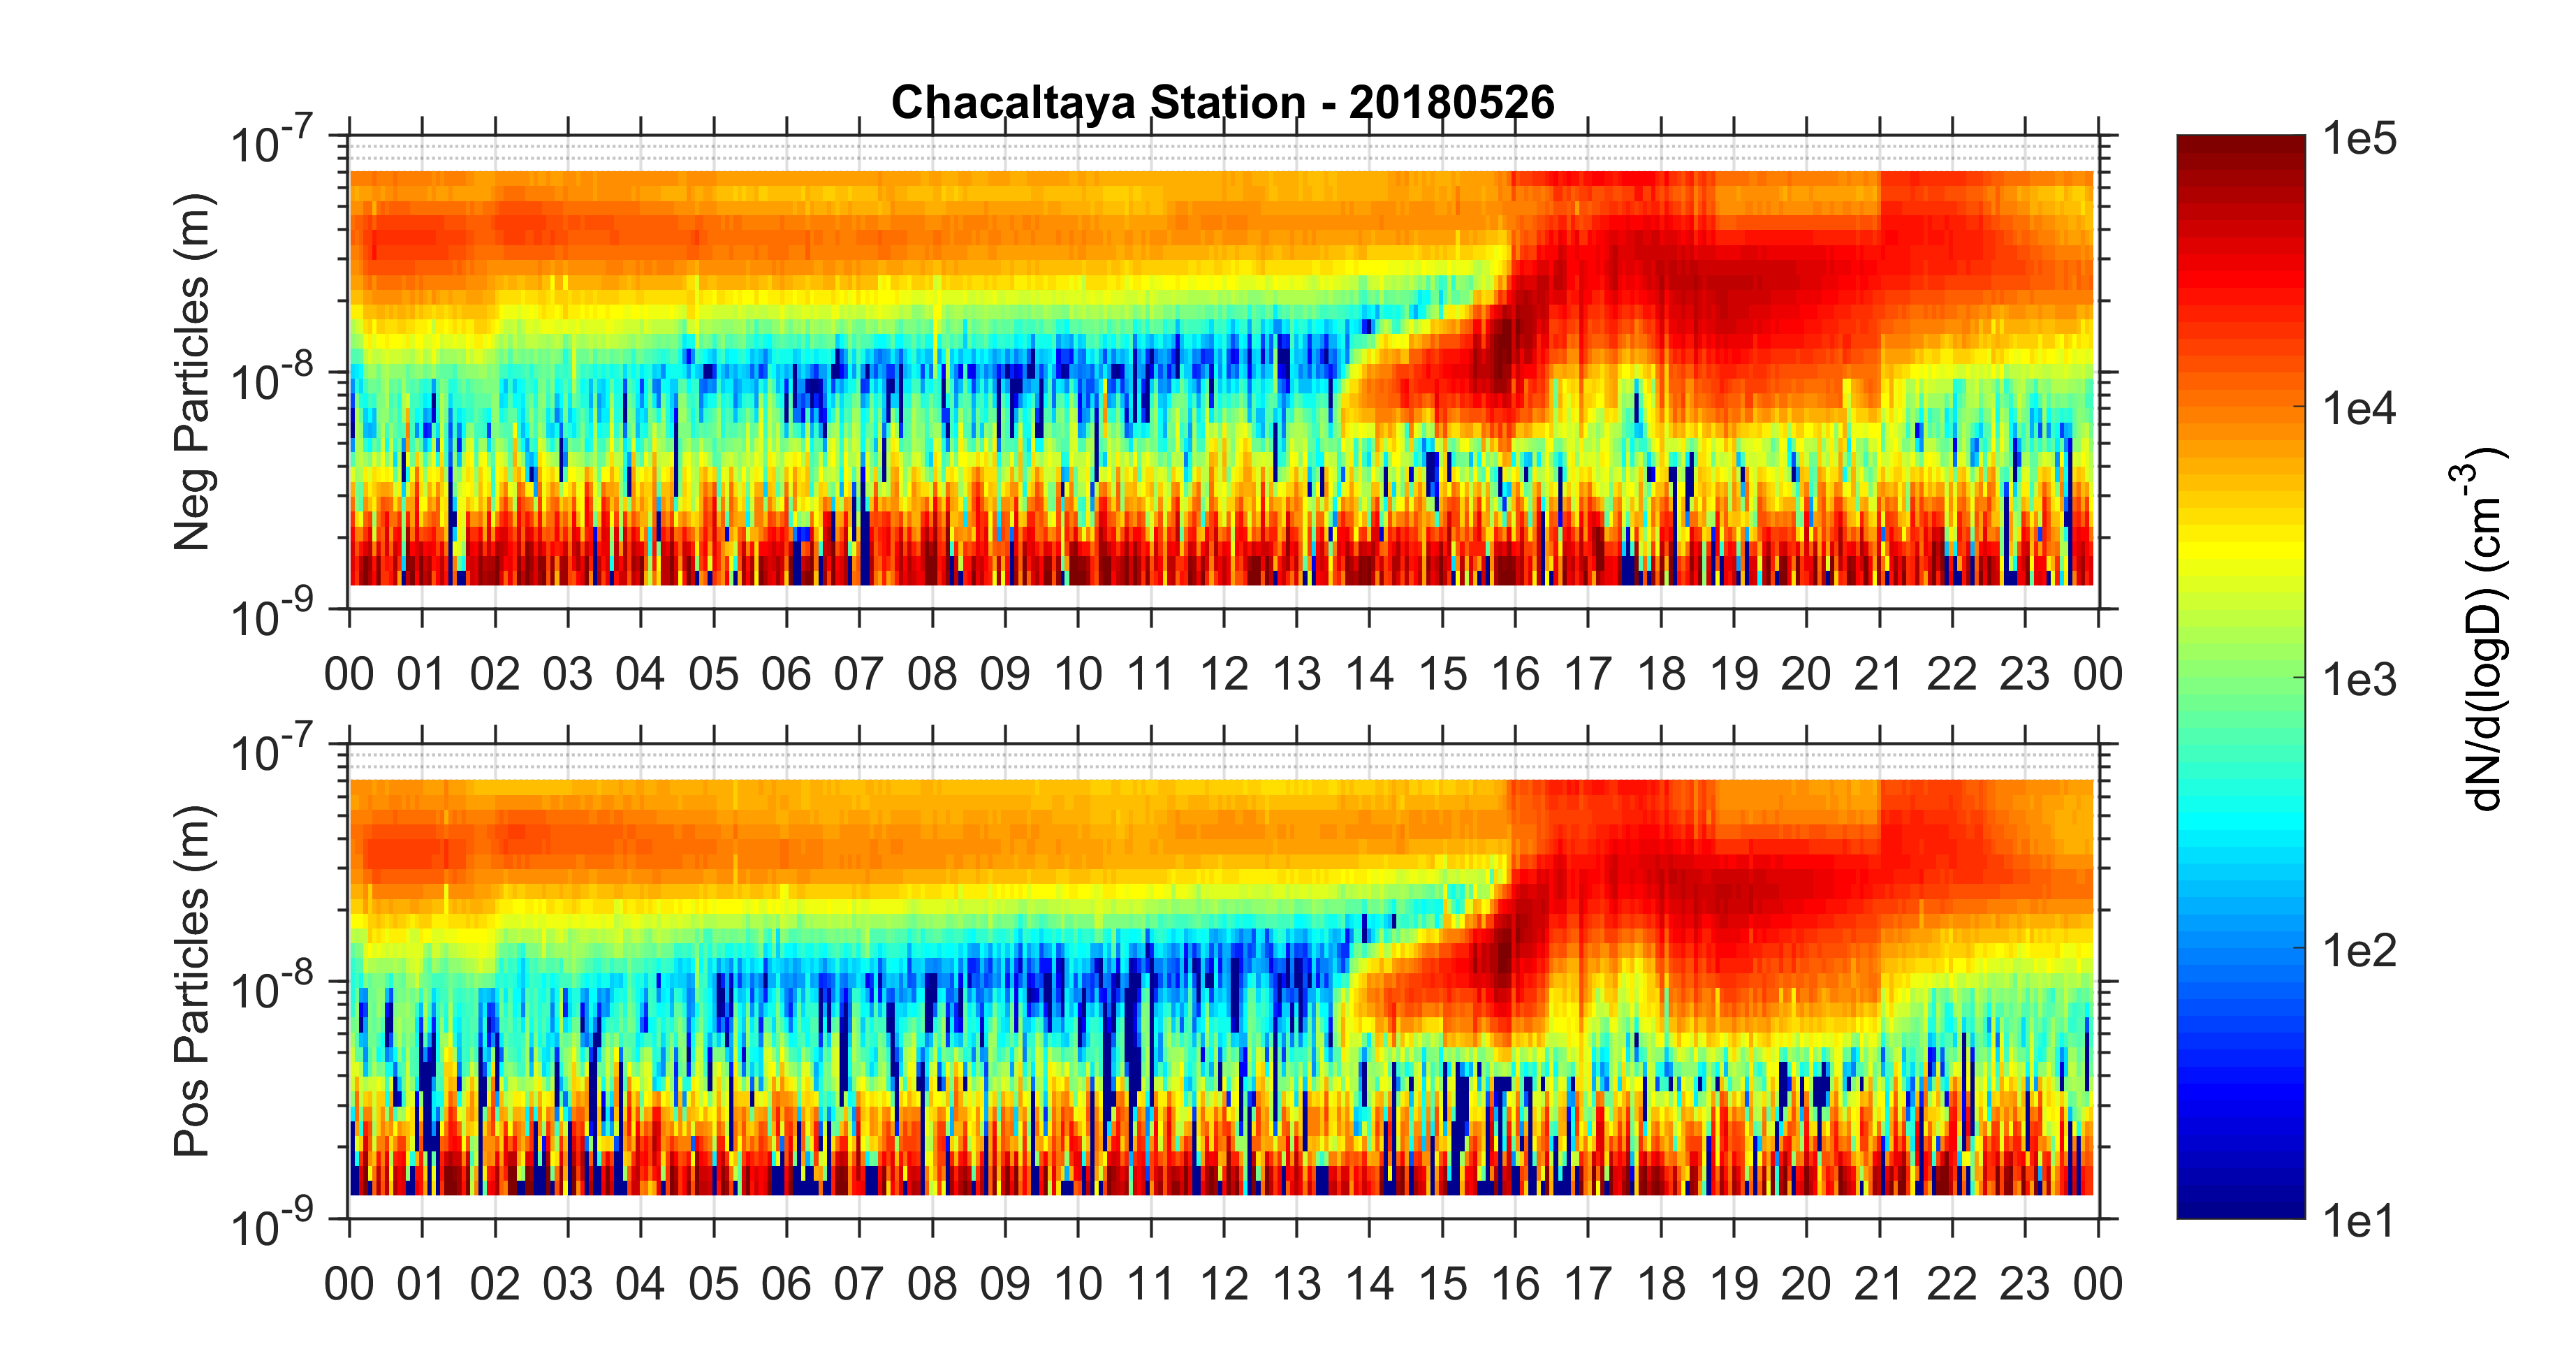 Chacaltaya Station - 20180526
10-7
10-8
10-9
Neg Particles (m)
00 01 02 03 04 05 06 07 08 09 10 11 12 13 14 15 16 17 18 19 20 21 22 23 00
10-7
10-8
10-9
Pos Particles (m)
00 01 02 03 04 05 06 07 08 09 10 11 12 13 14 15 16 17 18 19 20 21 22 23 00
1e5
1e4
1e3
1e2
1e1
dN/d(logD) (cm-3)